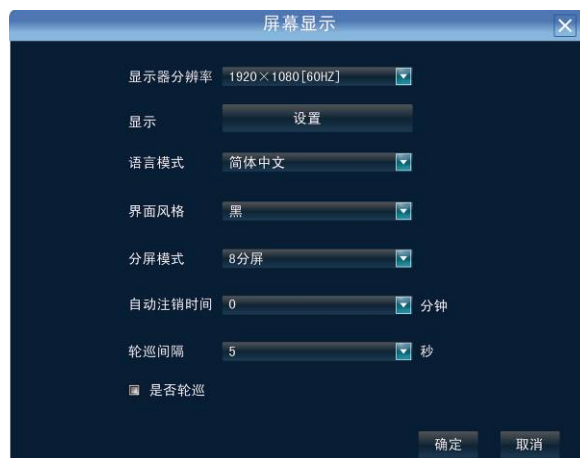 屏幕显示
显示器分辨率 1920×1080[60HZ]
显示 设置
语言模式 简体中文
界面风格 黑
分屏模式 8分屏
自动注销时间 0 分钟
轮巡间隔 5 秒
是否轮巡
确定 取消